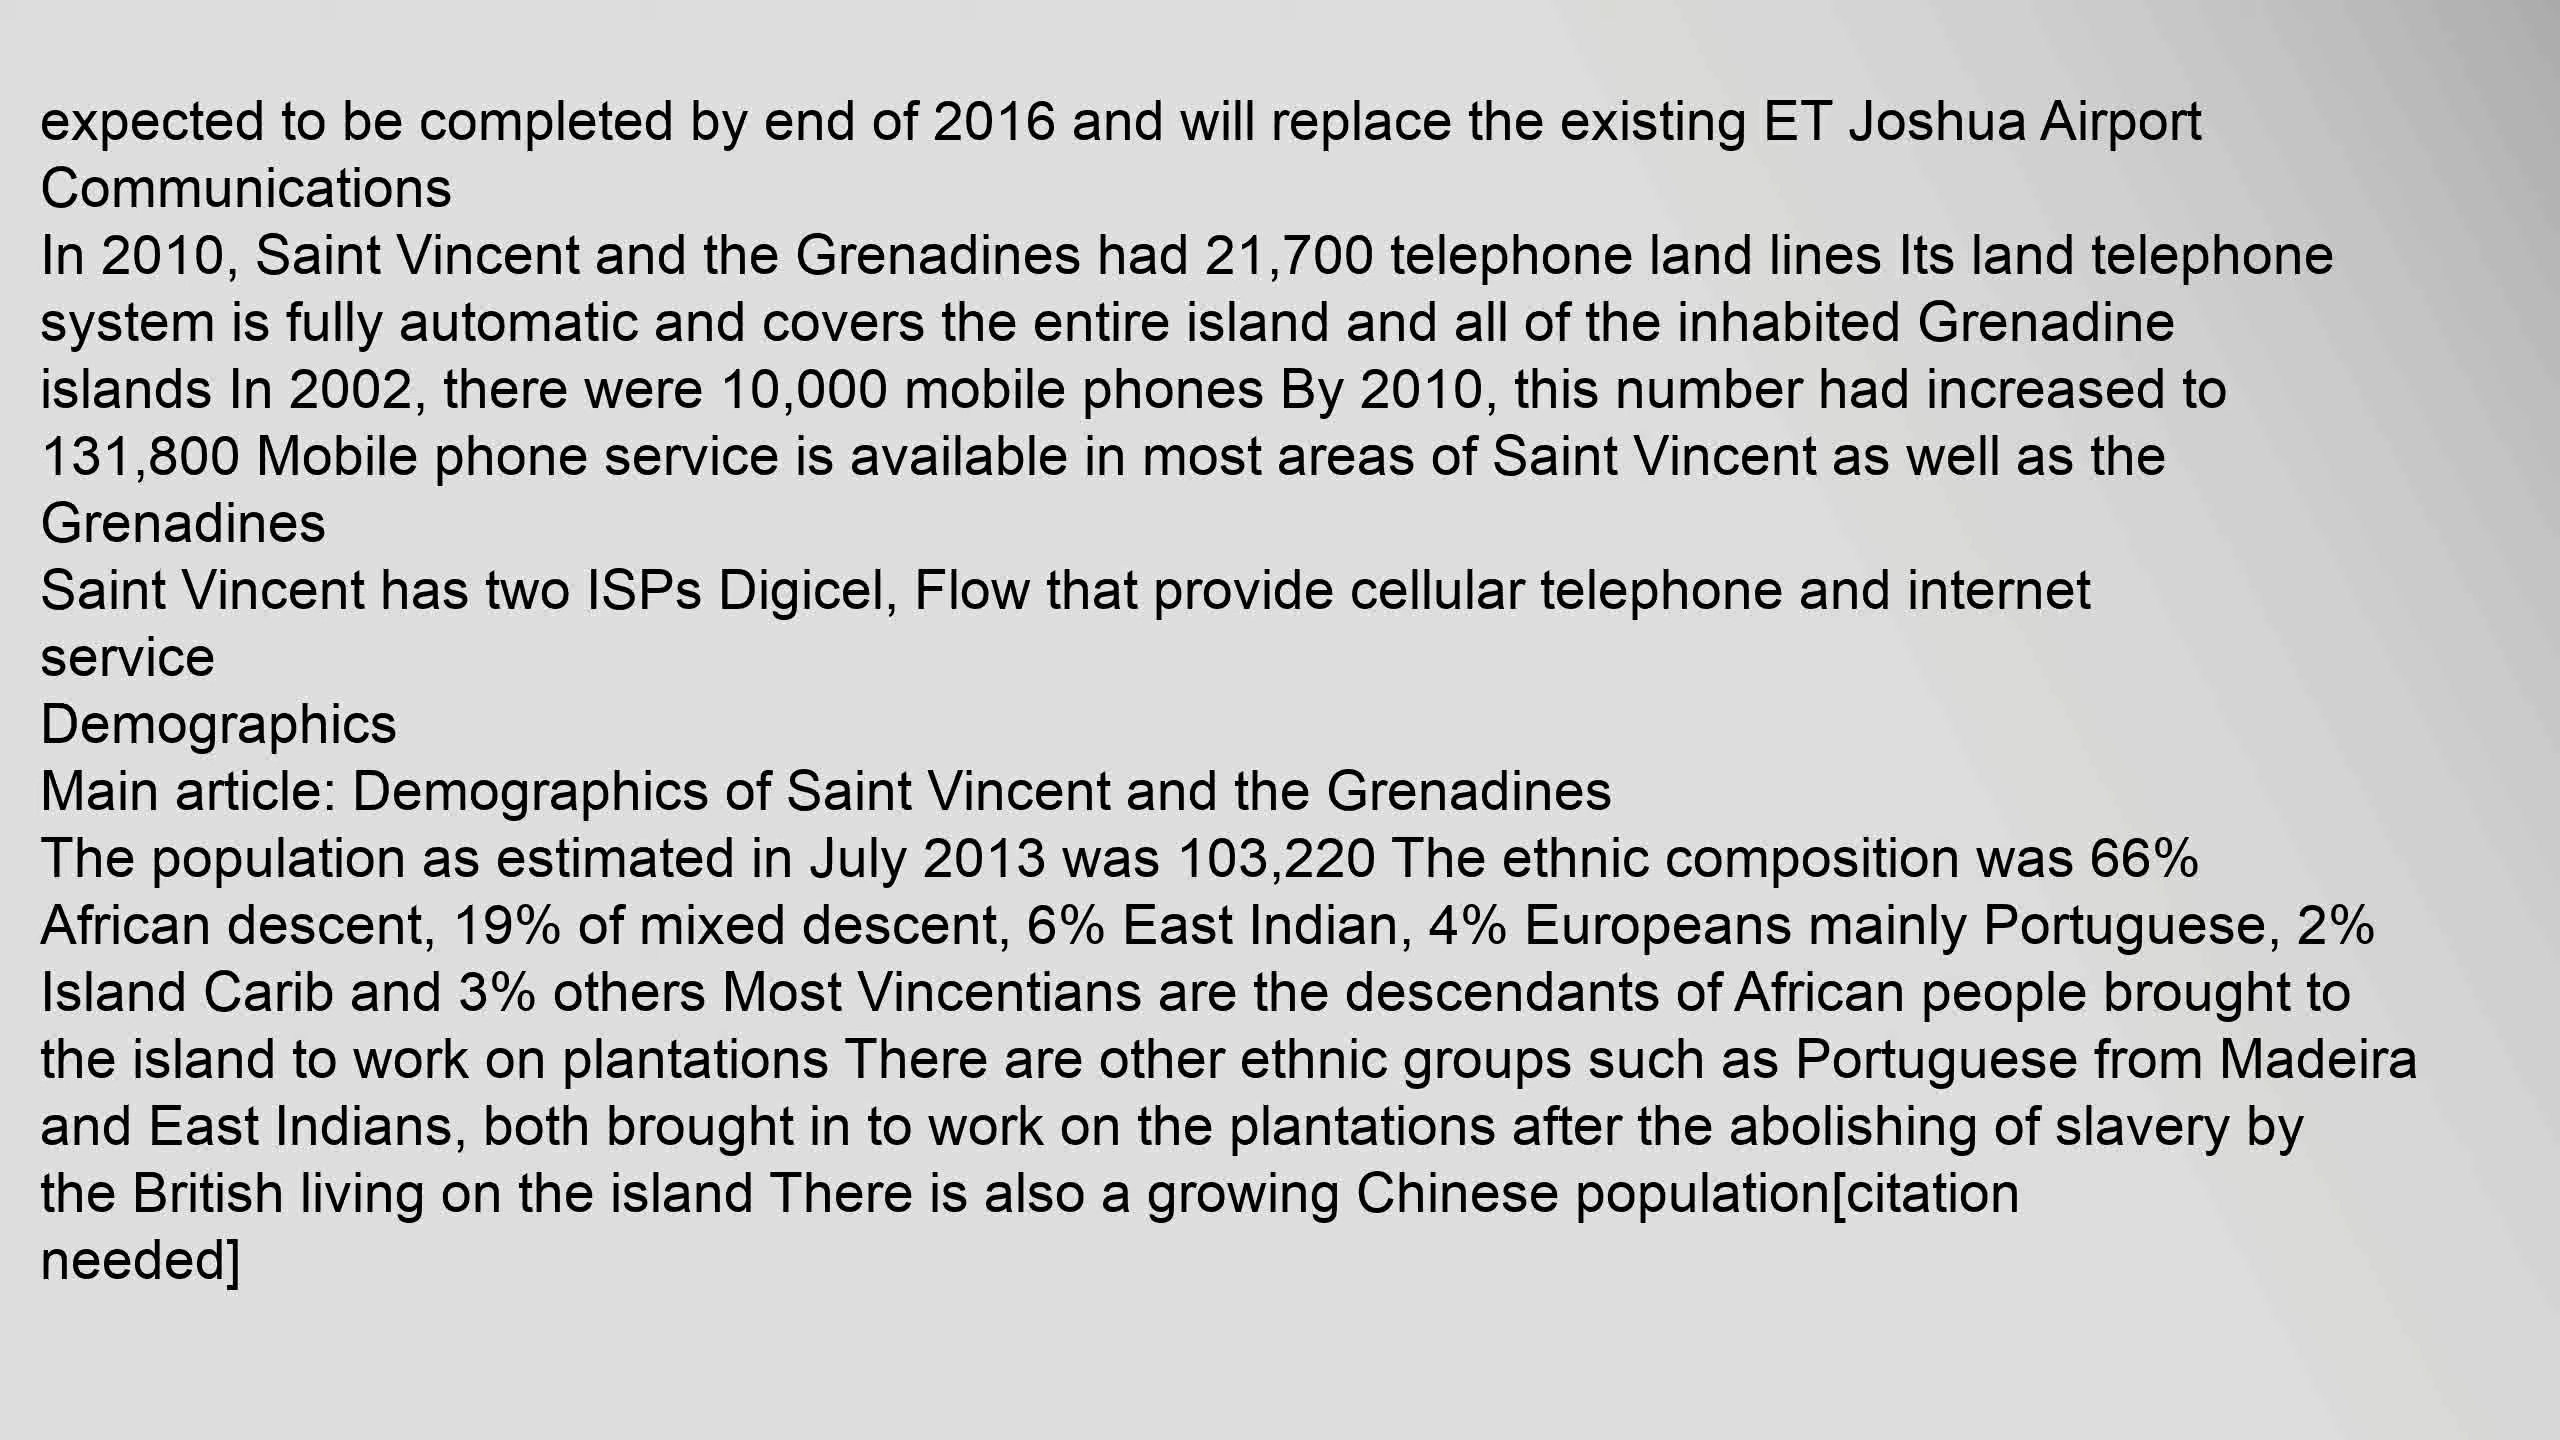 expected to be completed by end of 2016 and will replace the existing ET Joshua Airport
Communications
In 2010, Saint Vincent and the Grenadines had 21,700 telephone land lines Its land telephone
system is fully automatic and covers the entire island and all of the inhabited Grenadine
islands In 2002, there were 10,000 mobile phones By 2010, this number had increased to
131,800 Mobile phone service is available in most areas of Saint Vincent as well as the
Grenadines
Saint Vincent has two ISPs Digicel, Flow that provide cellular telephone and internet
service
Demographics
Main article: Demographics of Saint Vincent and the Grenadines
The population as estimated in July 2013 was 103,220 The ethnic composition was 66%
African descent, 19% of mixed descent, 6% East Indian, 4% Europeans mainly Portuguese, 2%
Island Carib and 3% others Most Vincentians are the descendants of African people brought to
the island to work on plantations There are other ethnic groups such as Portuguese from Madeira
and East Indians, both brought in to work on the plantations after the abolishing of slavery by
the British living on the island There is also a growing Chinese population[citation
needed]